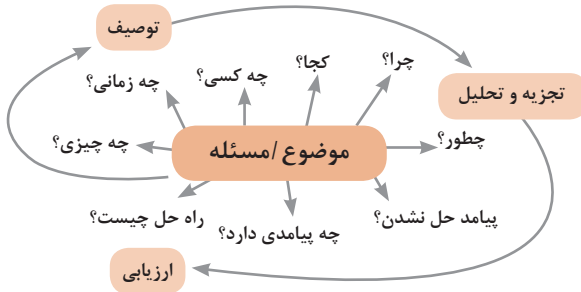 توصیف
چرا؟
کجا؟
چه کسی؟
چه زمانی؟
تجزیه و تحلیل
چطور؟
موضوع/مسئله
چه چیزی؟
پیامد حل نشدن؟
چه پیامدی دارد؟
راه حل چیست؟
ارزیابی